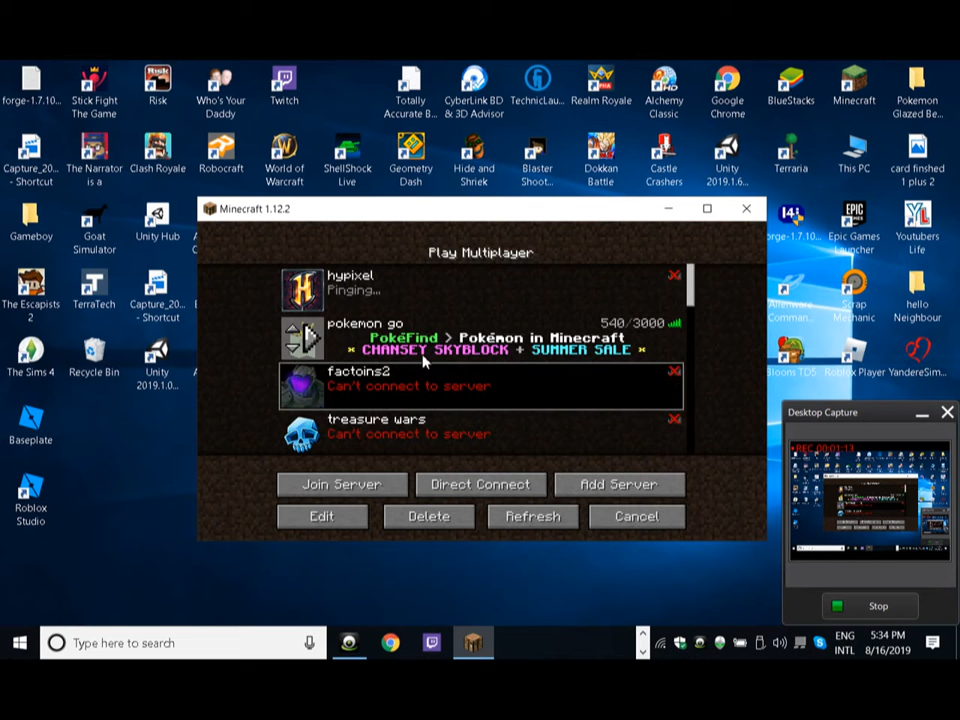 forge-1.7.10...
Stick Fight
The Game
Risk
Who's Your
Daddy
Twitch
Totally
Accurate B...
CyberLink BD
& 3D Advisor
TechnicLau...
Realm Royale
Alchemy
Classic
Google
Chrome
BlueStacks
Minecraft
Pokemon
Glazed Be...
Capture_20...
- Shortcut
The Narrator
is a
Clash Royale
Robocraft
World of
Warcraft
ShellShock
Live
Geometry
Dash
Hide and
Shriek
Blaster
Shoot...
Dokkan
Battle
Castle
Crashers
Unity
2019.1.6...
Terraria
This PC
card finshed
1 plus 2
Gameboy
Goat
Simulator
Unity Hub
forge-1.7.10...
Epic Games
Launcher
Youtubers
Life
The Escapists
2
TerraTech
Capture_20...
- Shortcut
Alienware
Comman...
Scrap
Mechanic
hello
Neighbour
The Sims 4
Recycle Bin
Unity
2019.1.0...
Bloons TD5
Roblox Player
YandereSim...
Baseplate
Roblox
Studio
Minecraft 1.12.2
Play Multiplayer
hypixel
Pinging...
pokemon go
540/3000
PokéFind > Pokémon in Minecraft
* CHANSEY SKYBLOCK + SUMMER SALE *
factoins2
Can't connect to server
treasure wars
Can't connect to server
Join Server
Direct Connect
Add Server
Edit
Delete
Refresh
Cancel
Desktop Capture
REC 00:01:13
Stop
Type here to search
ENG
INTL
5:34 PM
8/16/2019